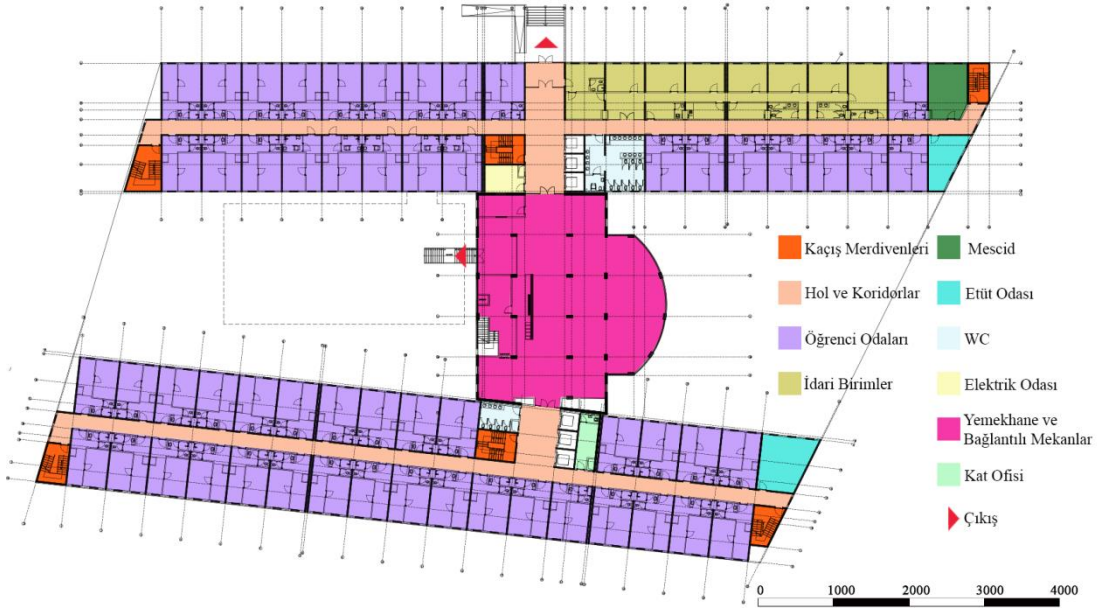 Kaçış Merdivenleri
Mescid
Hol ve Koridorlar
Etüt Odası
Öğrenci Odaları
WC
İdari Birimler
Elektrik Odası
Yemekhane ve
Bağlantılı Mekanlar
Kat Ofisi
Çıkış
0 1000 2000 3000 4000